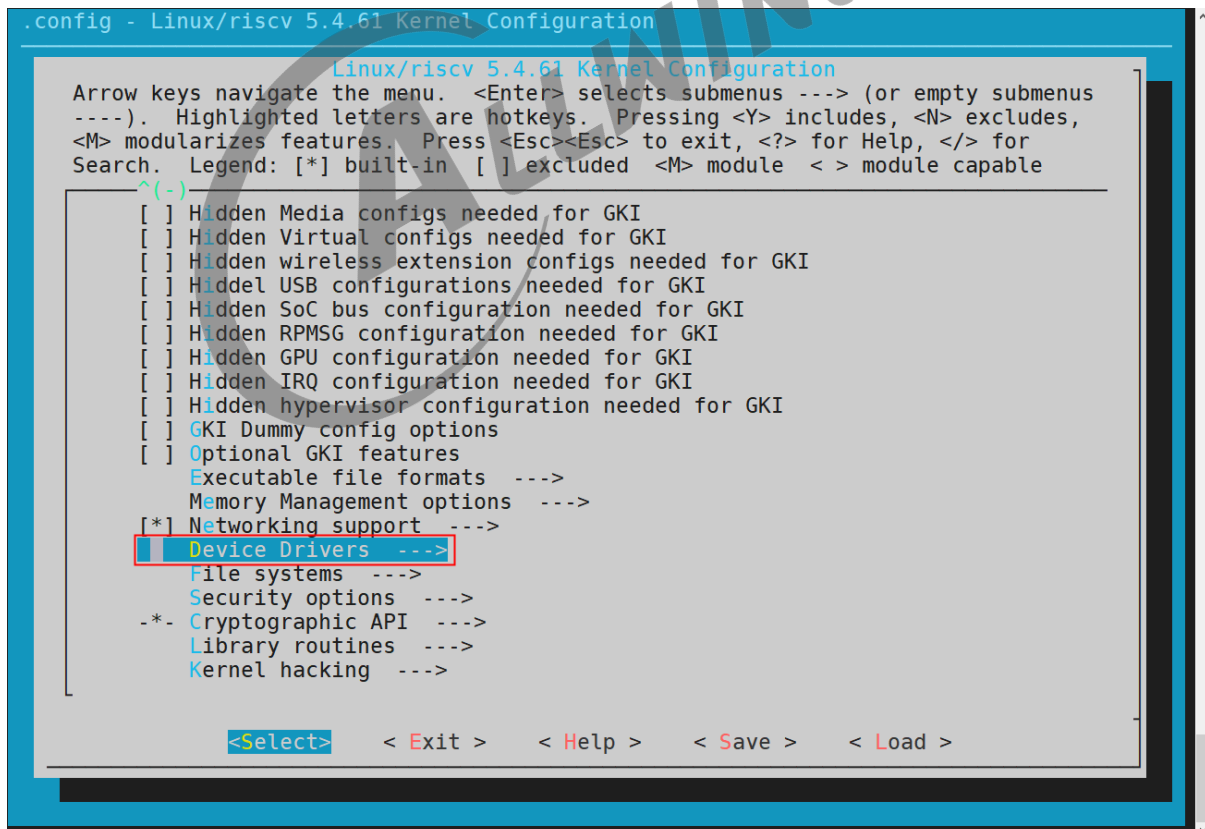 .config - Linux/riscv 5.4.61 Kernel Configuration
Linux/riscv 5.4.61 Kernel Configuration
Arrow keys navigate the menu. <Enter> selects submenus ---> (or empty submenus
----). Highlighted letters are hotkeys. Pressing <Y> includes, <N> excludes,
<M> modularizes features. Press <Esc><Esc> to exit, <?> for Help, </> for
Search. Legend: [*] built-in [ ] excluded <M> module < > module capable
^(-)
[ ] Hidden Media configs needed for GKI
[ ] Hidden Virtual configs needed for GKI
[ ] Hidden wireless extension configs needed for GKI
[ ] Hiddel USB configurations needed for GKI
[ ] Hidden SoC bus configuration needed for GKI
[ ] Hidden RPMSG configuration needed for GKI
[ ] Hidden GPU configuration needed for GKI
[ ] Hidden IRQ configuration needed for GKI
[ ] Hidden hypervisor configuration needed for GKI
[ ] GKI Dummy config options
[ ] Optional GKI features
Executable file formats --->
Memory Management options --->
[*] Networking support --->
Device Drivers --->
File systems --->
Security options --->
-*- Cryptographic API --->
Library routines --->
Kernel hacking --->
<Select> < Exit > < Help > < Save > < Load >
ALLWIN